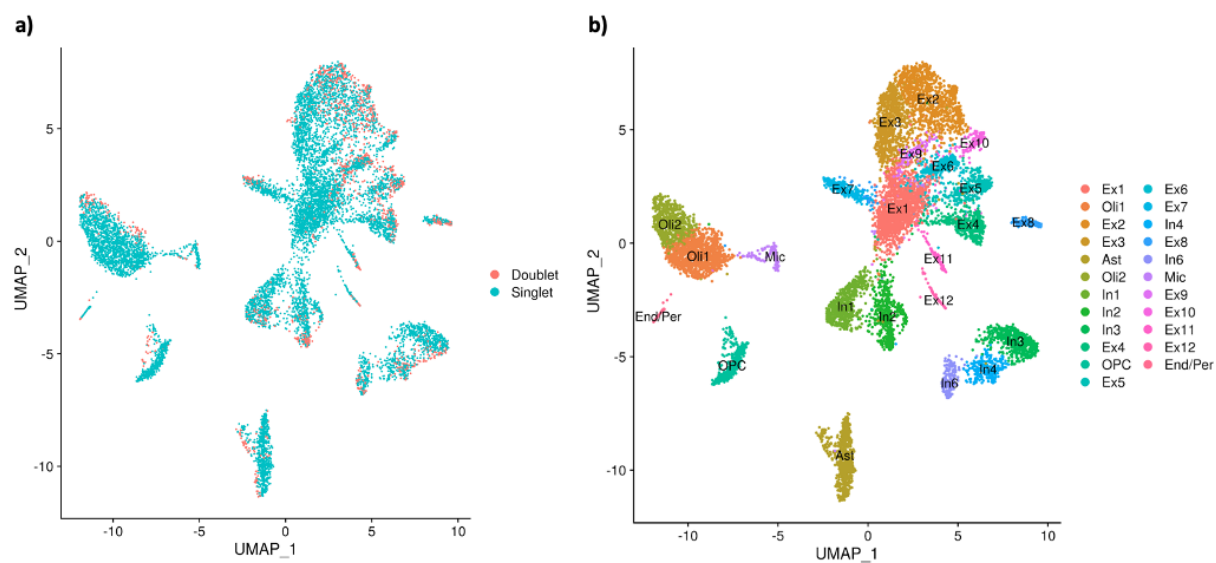 a)
b)
5
0
-5
-10
UMAP_2
-10
-5
0
5
10
UMAP_1
Doublet
Singlet
5
0
-5
-10
UMAP_2
-10
-5
0
5
10
UMAP_1
Ex2
Ex3
Ex10
Ex9
Ex6
Ex7
Ex5
Ex1
Oli2
Ex4
Ex8
Oli1
Mic
Ex11
Ex12
In1
In2
End/Per
In3
OPC
In4
In6
Ast
Ex1
Oli1
Ex2
Ex3
Ast
Oli2
In1
In2
In3
Ex4
OPC
Ex5
Ex6
Ex7
In4
Ex8
In6
Mic
Ex9
Ex10
Ex11
Ex12
End/Per